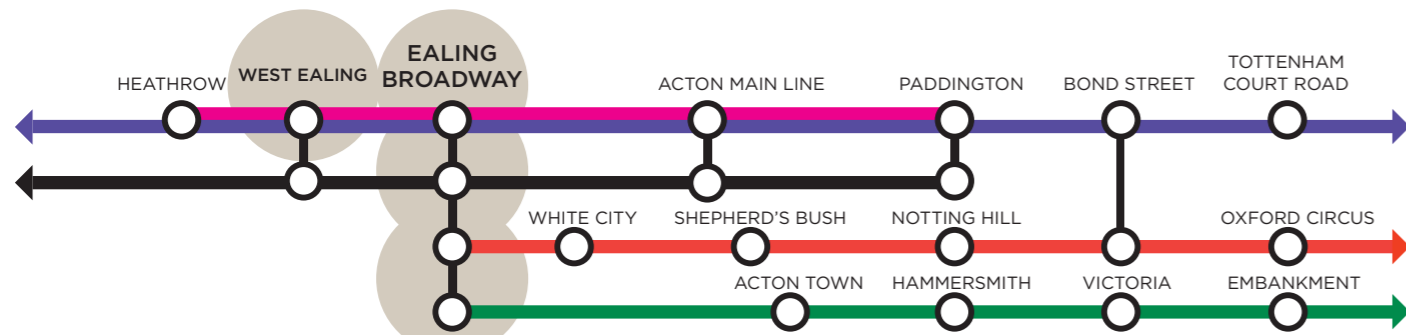 HEATHROW
WEST EALING
EALING
BROADWAY
ACTON MAIN LINE
PADDINGTON
BOND STREET
TOTTENHAM
COURT ROAD
WHITE CITY
SHEPHERD'S BUSH
NOTTING HILL
OXFORD CIRCUS
ACTON TOWN
HAMMERSMITH
VICTORIA
EMBANKMENT